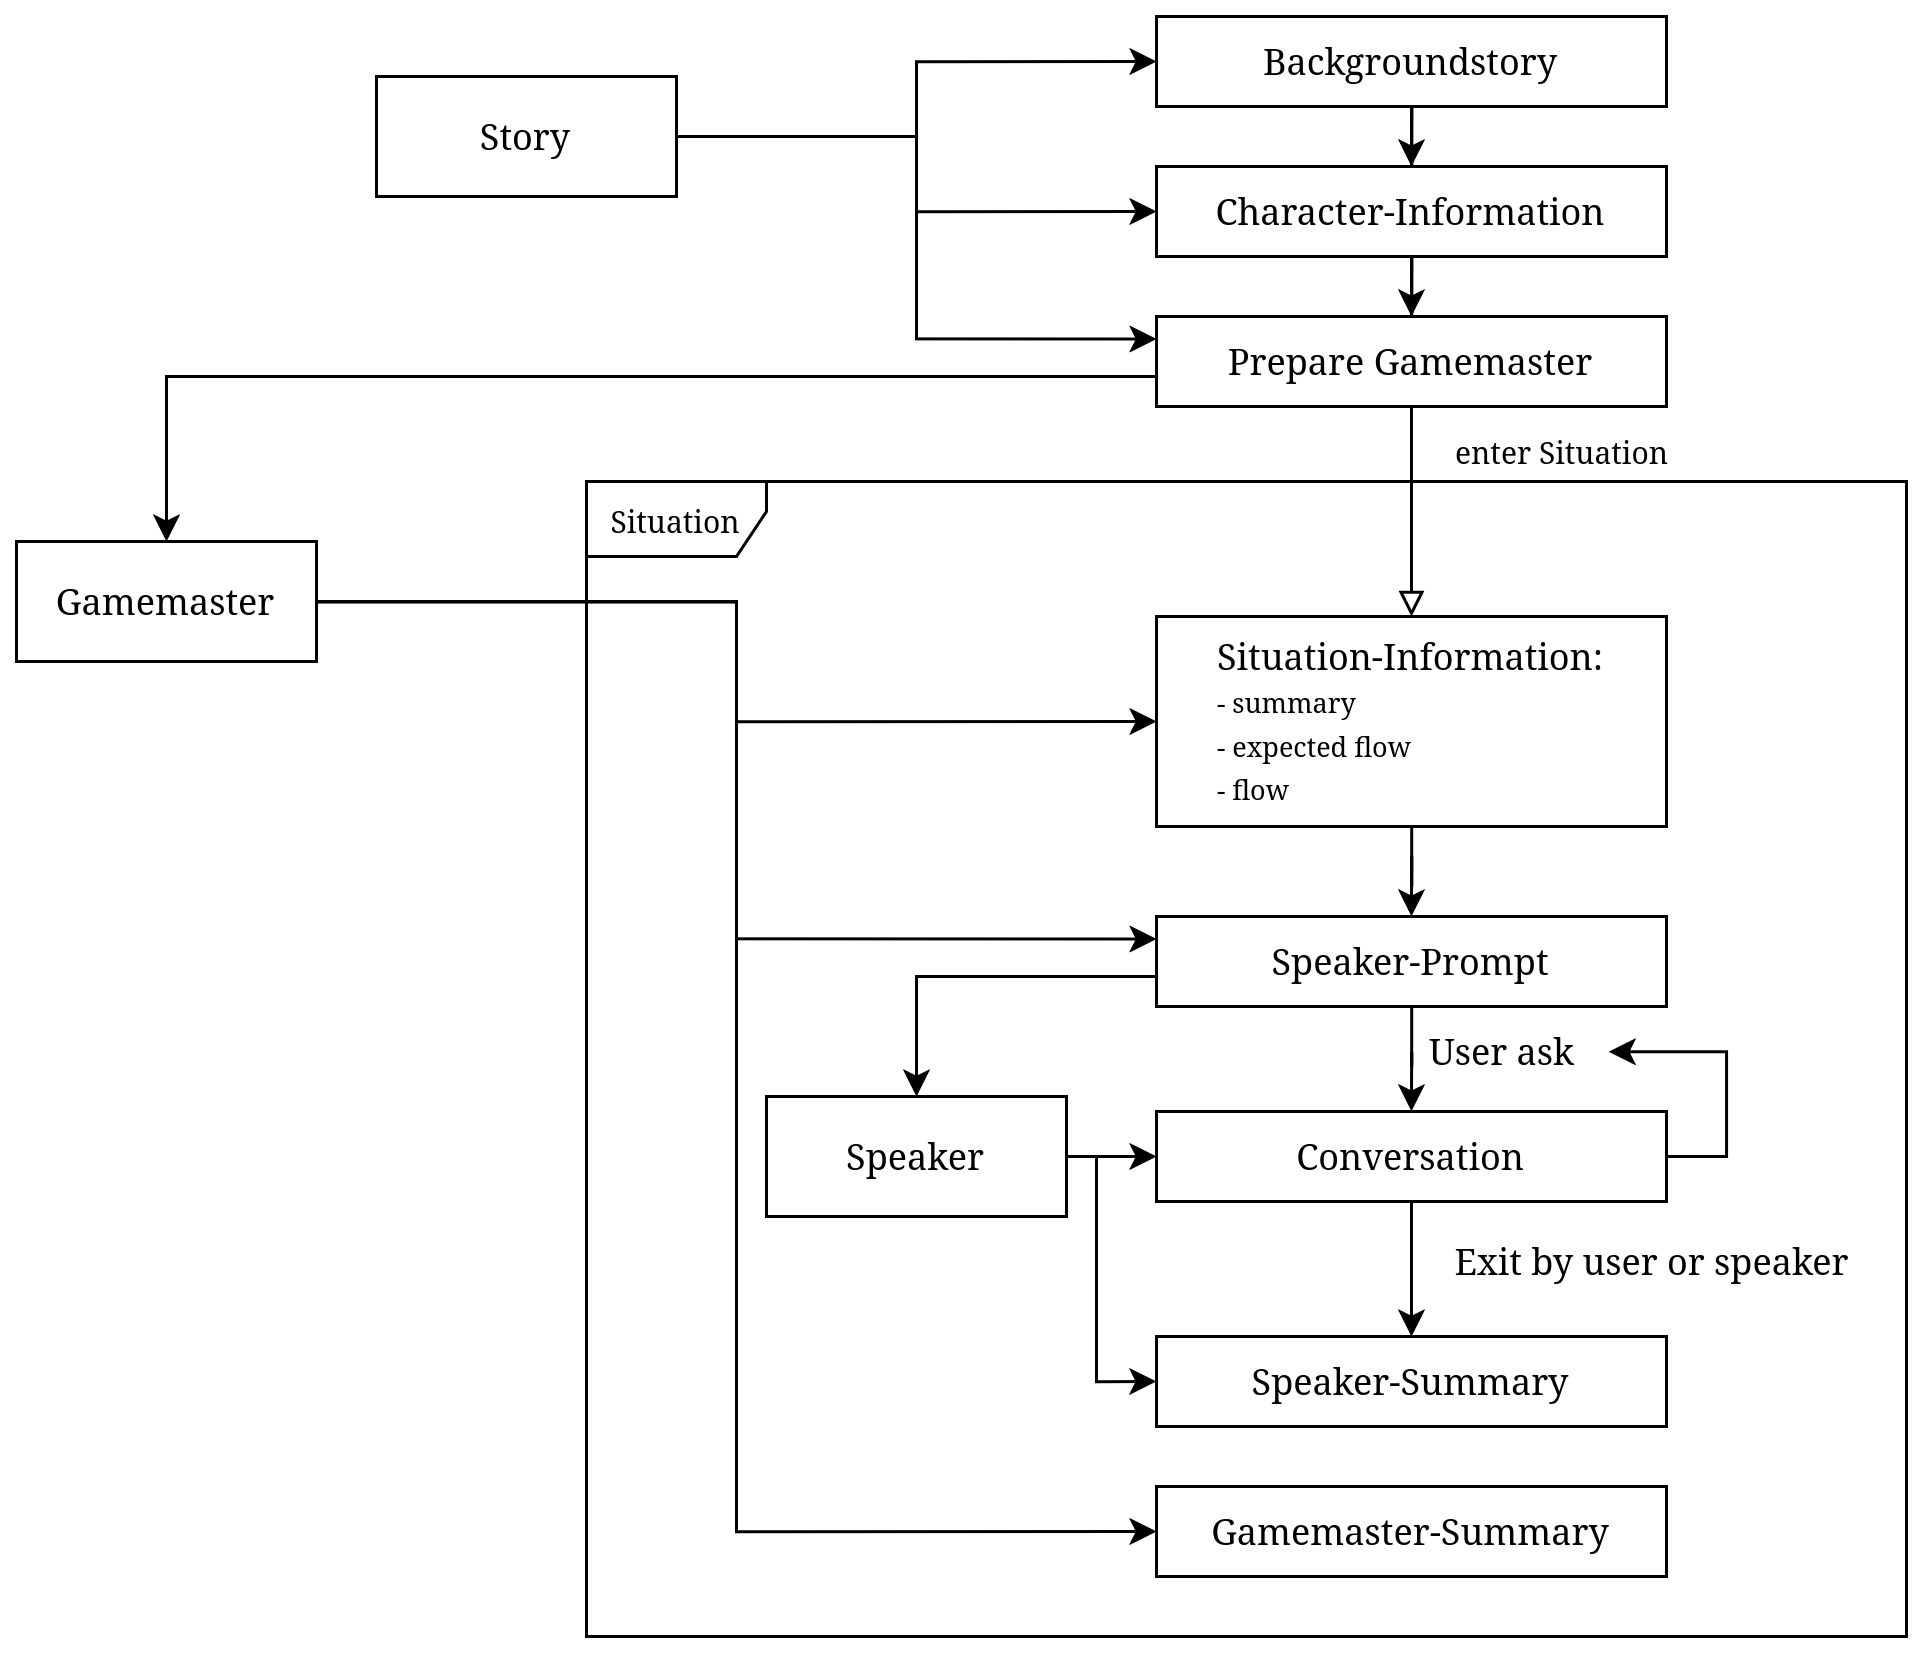 Backgroundstory
Story
Character-Information
Prepare Gamemaster
enter Situation
Situation
Gamemaster
Situation-Information:
- summary
- expected flow
- flow
Speaker-Prompt
User ask
Speaker
Conversation
Exit by user or speaker
Speaker-Summary
Gamemaster-Summary